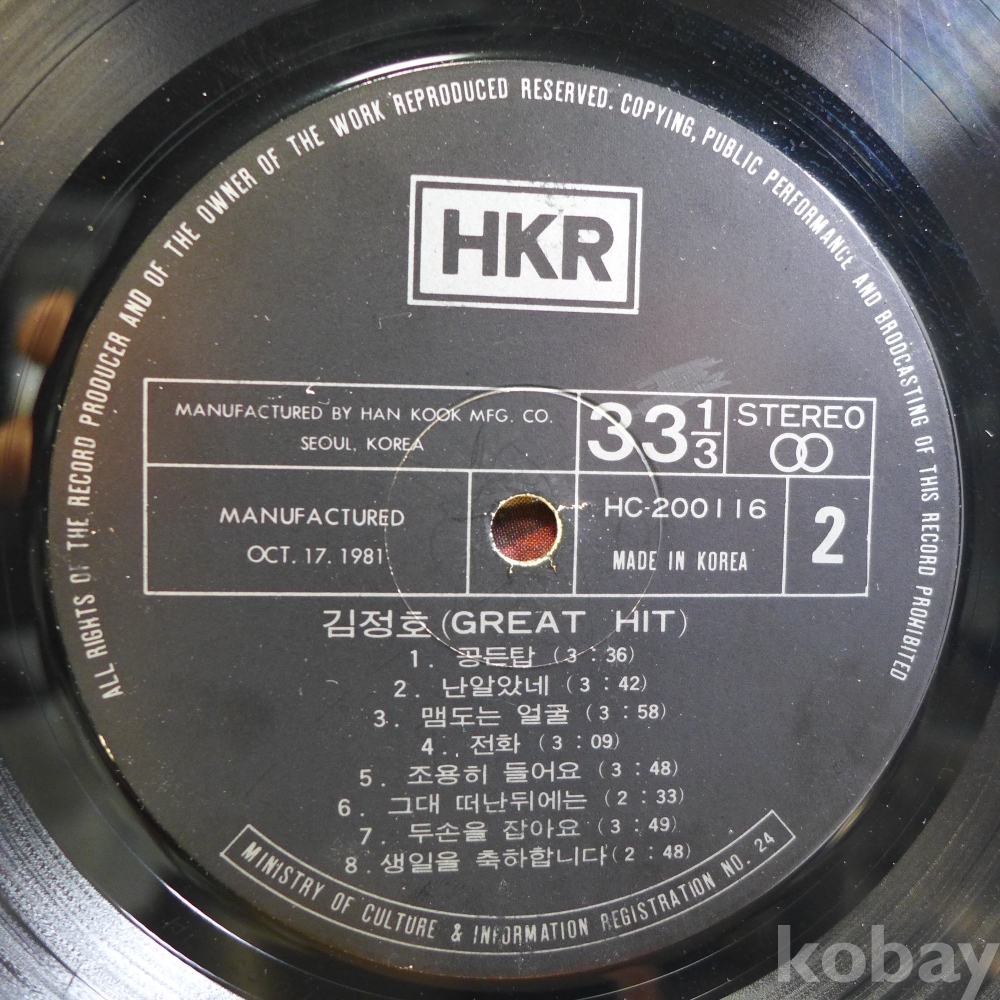 ALL RIGHTS OF THE RECORD PRODUCER AND OF THE OWNER OF THE WORK REPRODUCED RESERVED. COPYING, PUBLIC PERFORMANCE AND BRODCASTING OF THIS RECORD PROHIBITED
HKR
MANUFACTURED BY HAN KOOK MFG. CO.
SEOUL, KOREA
33 1/3
STEREO
MANUFACTURED
OCT. 17. 1981
HC-200116
MADE IN KOREA
2
김정호 (GREAT HIT)
1. 공든탑 (3 : 36)
2. 난알았네 (3 : 42)
3. 맴도는 얼굴 (3 : 58)
4. 전화 (3 : 09)
5. 조용히 들어요 (3 : 48)
6. 그대 떠난뒤에는 (2 : 33)
7. 두손을 잡아요 (3 : 49)
8. 생일을 축하합니다 (2 : 48)
MINISTRY OF CULTURE & INFORMATION REGISTRATION NO. 24
kobay